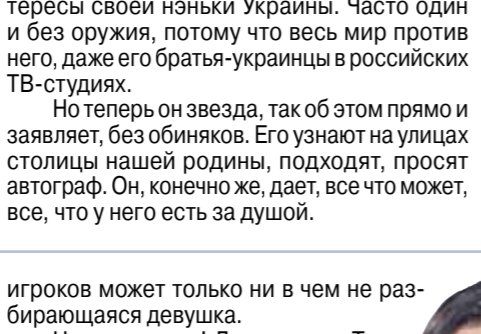 тересы своей нэньки Украины. Часто один
и без оружия, потому что весь мир против
него, даже его братья-украинцы в российских
ТВ-студиях.
Но теперь он звезда, так об этом прямо и
заявляет, без обиняков. Его узнают на улицах
столицы нашей родины, подходят, просят
автограф. Он, конечно же, дает, все что может,
все, что у него есть за душой.
игроков может только ни в чем не раз-
бирающаяся девушка.